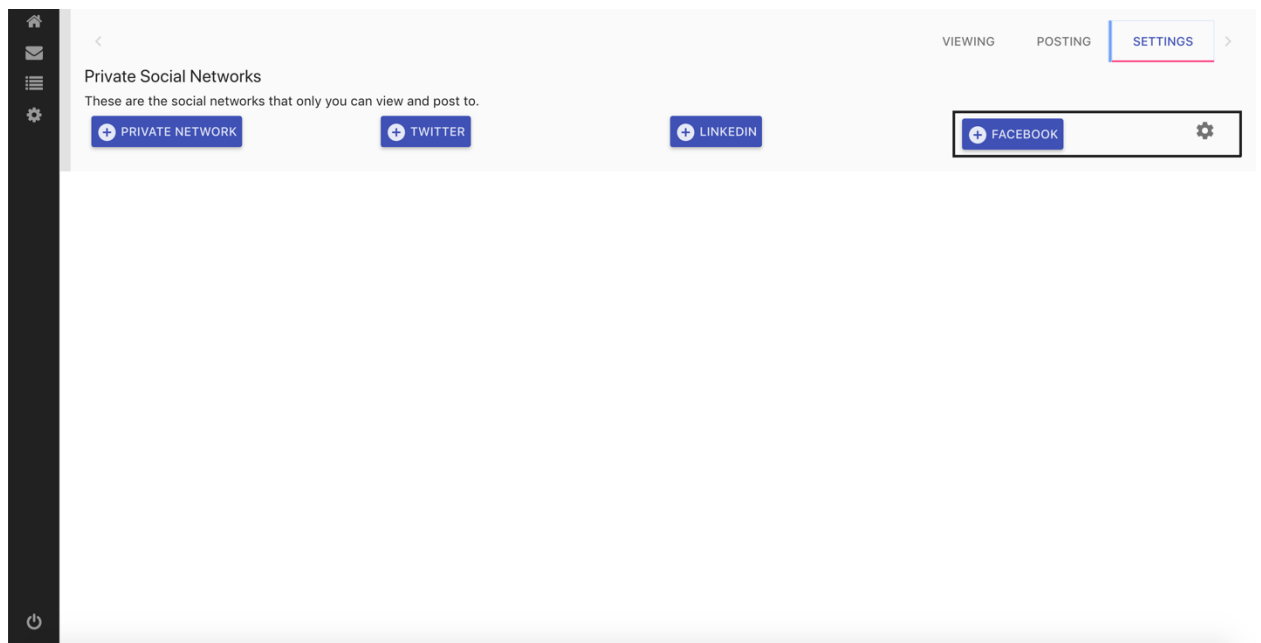 VIEWING POSTING SETTINGS
Private Social Networks
These are the social networks that only you can view and post to.
PRIVATE NETWORK TWITTER LINKEDIN FACEBOOK